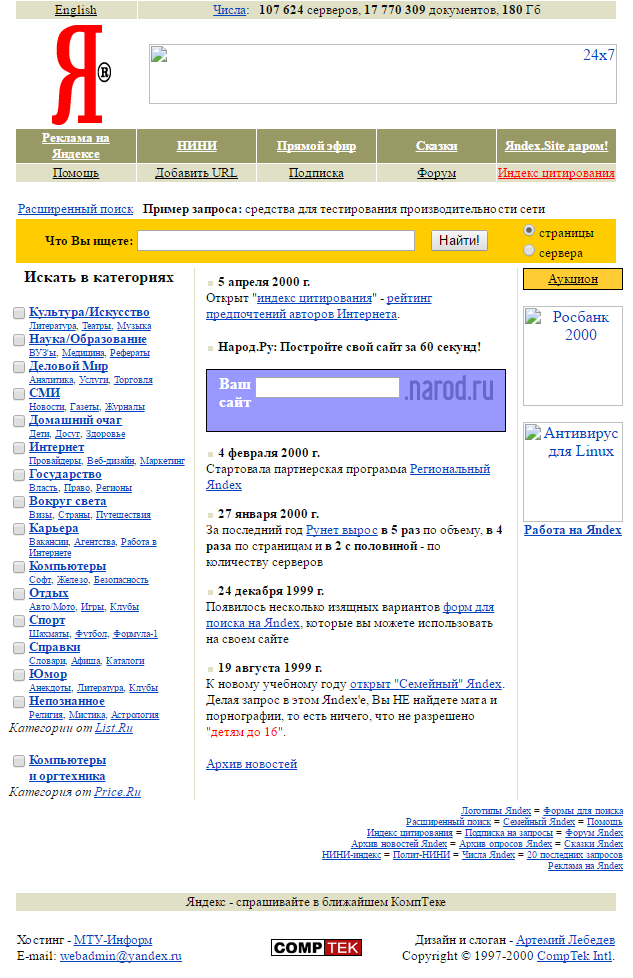 English
Числа: 107 624 серверов, 17 770 309 документов, 180 Гб
Я®
24x7
Реклама на
Яndexe
НИНИ
Прямой эфир
Сказки
Яndex.Site даром!
Помощь
Добавить URL
Подписка
Форум
Индекс цитирования
Расширенный поиск Пример запроса: средства для тестирования производительности сети
Что Вы ищете:
Найти!
страницы
сервера
Искать в категориях
Культура/Искусство
Литература, Театры, Музыка
Наука/Образование
ВУЗ'ы, Медицина, Рефераты
Деловой Мир
Аналитика, Услуги, Торговля
СМИ
Новости, Газеты, Журналы
Домашний очаг
Дети, Досуг, Здоровье
Интернет
Провайдеры, Веб-дизайн, Маркетинг
Государство
Власть, Право, Регионы
Вокруг света
Визы, Страны, Путешествия
Карьера
Вакансии, Агентства, Работа в
Интернете
Компьютеры
Софт, Железо, Безопасность
Отдых
Авто/Мото, Игры, Клубы
Спорт
Шахматы, Футбол, Формула-1
Справки
Словари, Афиша, Каталоги
Юмор
Анекдоты, Литература, Клубы
Непознанное
Религия, Мистика, Астрология
Категории от List.Ru
Компьютеры
и оргтехника
Категория от Price.Ru
5 апреля 2000 г.
Открыт "индекс цитирования" - рейтинг
предпочтений авторов Интернета.
Народ.Ру: Постройте свой сайт за 60 секунд!
Ваш
сайт
.narod.ru
4 февраля 2000 г.
Стартовала партнерская программа Региональный
Яndex
27 января 2000 г.
За последний год Рунет вырос в 5 раз по объему, в 4
раза по страницам и в 2 с половиной - по
количеству серверов
24 декабря 1999 г.
Появилось несколько изящных вариантов форм для
поиска на Яndex, которые вы можете использовать
на своем сайте
19 августа 1999 г.
К новому учебному году открыт "Семейный" Яndex.
Делая запрос в этом Яndex'е, Вы НЕ найдете мата и
порнографии, то есть ничего, что не разрешено
"детям до 16".
Архив новостей
Аукцион
Росбанк
2000
Антивирус
для Linux
Работа на Яndex
Логотипы Яndex = Формы для поиска
Расширенный поиск = Семейный Яndex = Помощь
Индекс цитирования = Подписка на запросы = Форум Яndex
Архив новостей Яndex = Архив опросов Яndex = Сказки Яndex
НИНИ-индекс = Полит-НИНИ = Числа Яndex = 20 последних запросов
Реклама на Яndex
Яндекс - спрашивайте в ближайшем КомпТеке
Хостинг - МТУ-Информ
E-mail: webadmin@yandex.ru
COMPTEK
Дизайн и слоган - Артемий Лебедев
Copyright © 1997-2000 CompTek Intl.